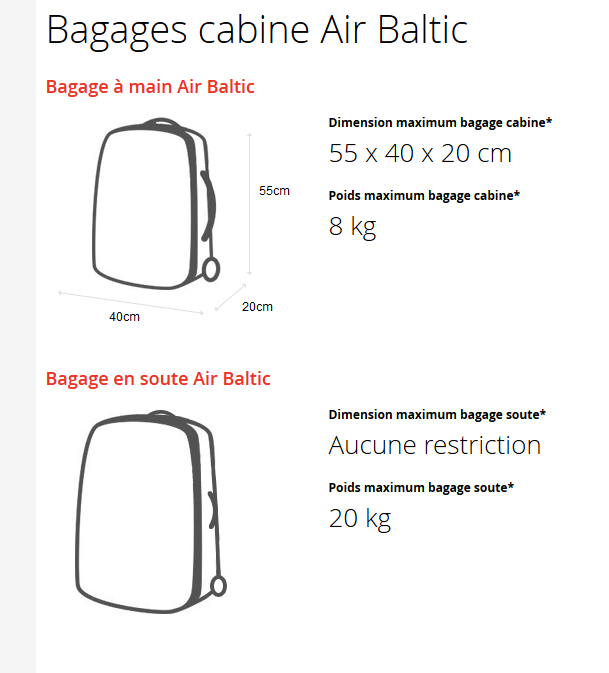 Bagages cabine Air Baltic
Bagage à main Air Baltic
Dimension maximum bagage cabine*
55 x 40 x 20 cm
Poids maximum bagage cabine*
8 kg
55cm
20cm
40cm
Bagage en soute Air Baltic
Dimension maximum bagage soute*
Aucune restriction
Poids maximum bagage soute*
20 kg